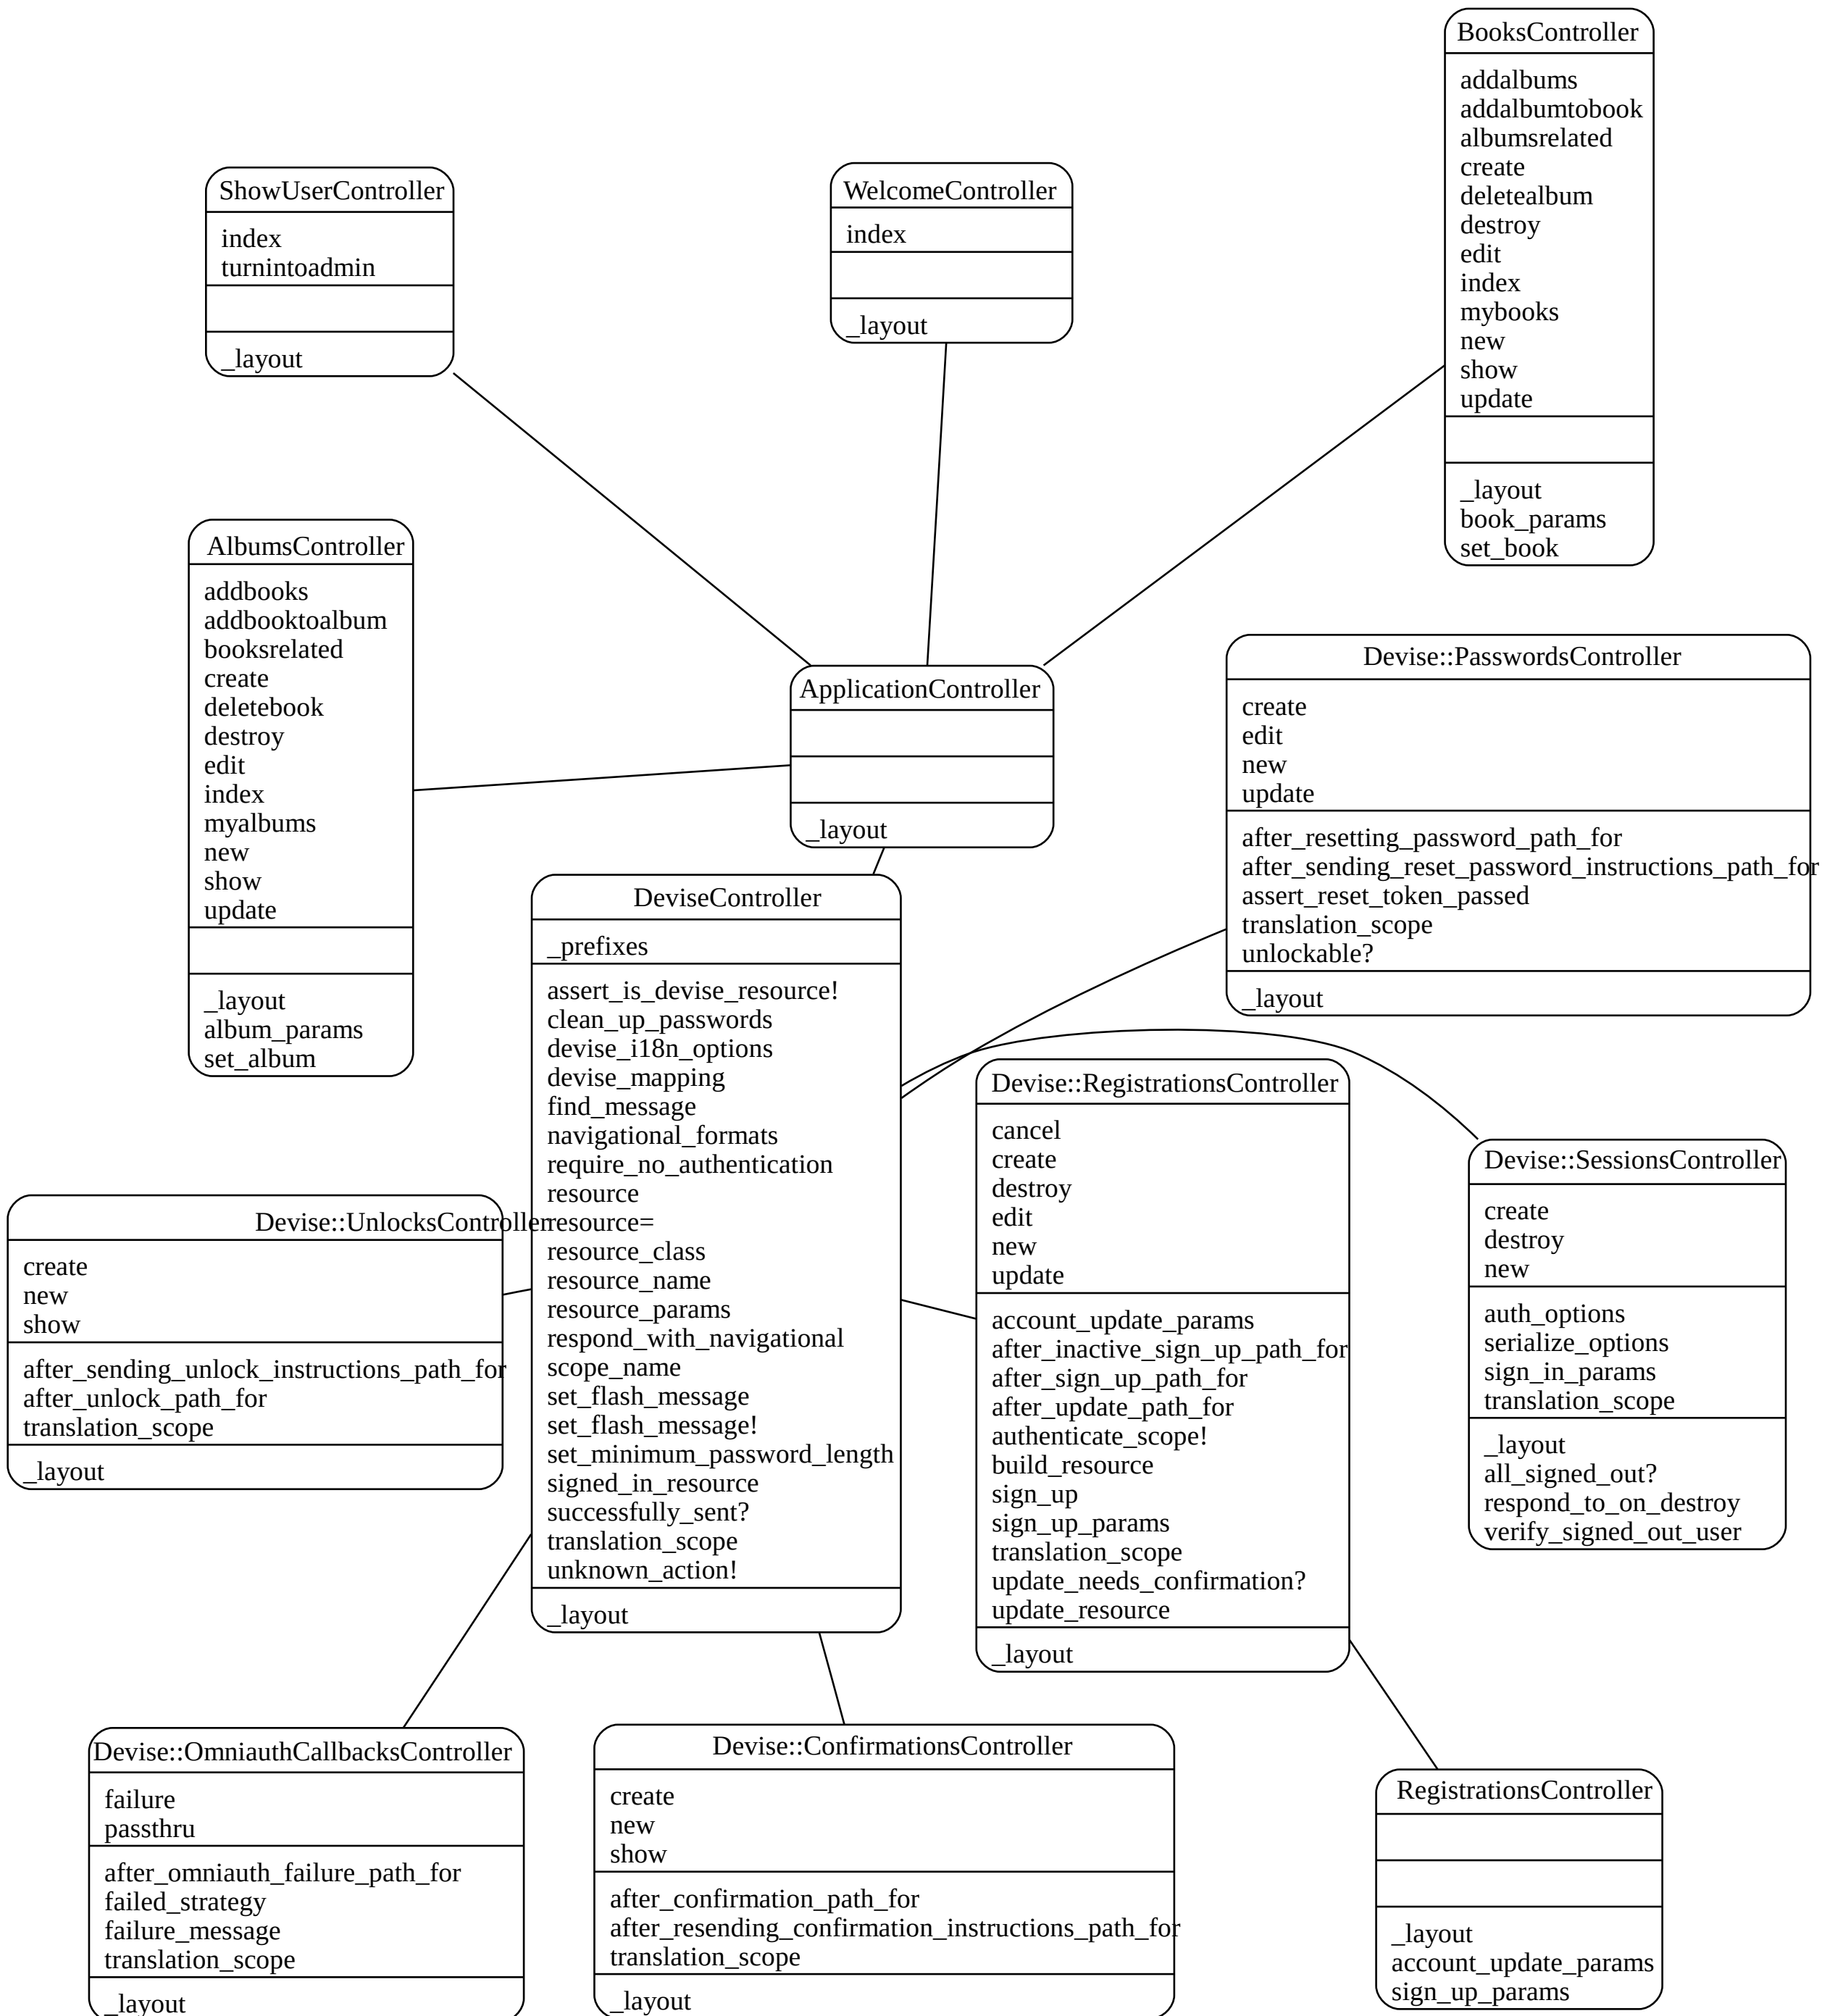 BooksController
addalbums
addalbumtobook
albumsrelated
create
deletealbum
destroy
edit
index
mybooks
new
show
update
_layout
book_params
set_book
ShowUserController
index
turnintoadmin
_layout
WelcomeController
index
_layout
AlbumsController
addbooks
addbooktoalbum
booksrelated
create
deletebook
destroy
edit
index
myalbums
new
show
update
_layout
album_params
set_album
ApplicationController
_layout
Devise::PasswordsController
create
edit
new
update
after_resetting_password_path_for
after_sending_reset_password_instructions_path_for
assert_reset_token_passed
translation_scope
unlockable?
_layout
DeviseController
_prefixes
assert_is_devise_resource!
clean_up_passwords
devise_i18n_options
devise_mapping
find_message
navigational_formats
require_no_authentication
resource
resource=
resource_class
resource_name
resource_params
respond_with_navigational
scope_name
set_flash_message
set_flash_message!
set_minimum_password_length
signed_in_resource
successfully_sent?
translation_scope
unknown_action!
_layout
Devise::RegistrationsController
cancel
create
destroy
edit
new
update
account_update_params
after_inactive_sign_up_path_for
after_sign_up_path_for
after_update_path_for
authenticate_scope!
build_resource
sign_up
sign_up_params
translation_scope
update_needs_confirmation?
update_resource
_layout
Devise::SessionsController
create
destroy
new
auth_options
serialize_options
sign_in_params
translation_scope
_layout
all_signed_out?
respond_to_on_destroy
verify_signed_out_user
Devise::UnlocksController
create
new
show
after_sending_unlock_instructions_path_for
after_unlock_path_for
translation_scope
_layout
Devise::OmniauthCallbacksController
failure
passthru
after_omniauth_failure_path_for
failed_strategy
failure_message
translation_scope
_layout
Devise::ConfirmationsController
create
new
show
after_confirmation_path_for
after_resending_confirmation_instructions_path_for
translation_scope
_layout
RegistrationsController
_layout
account_update_params
sign_up_params